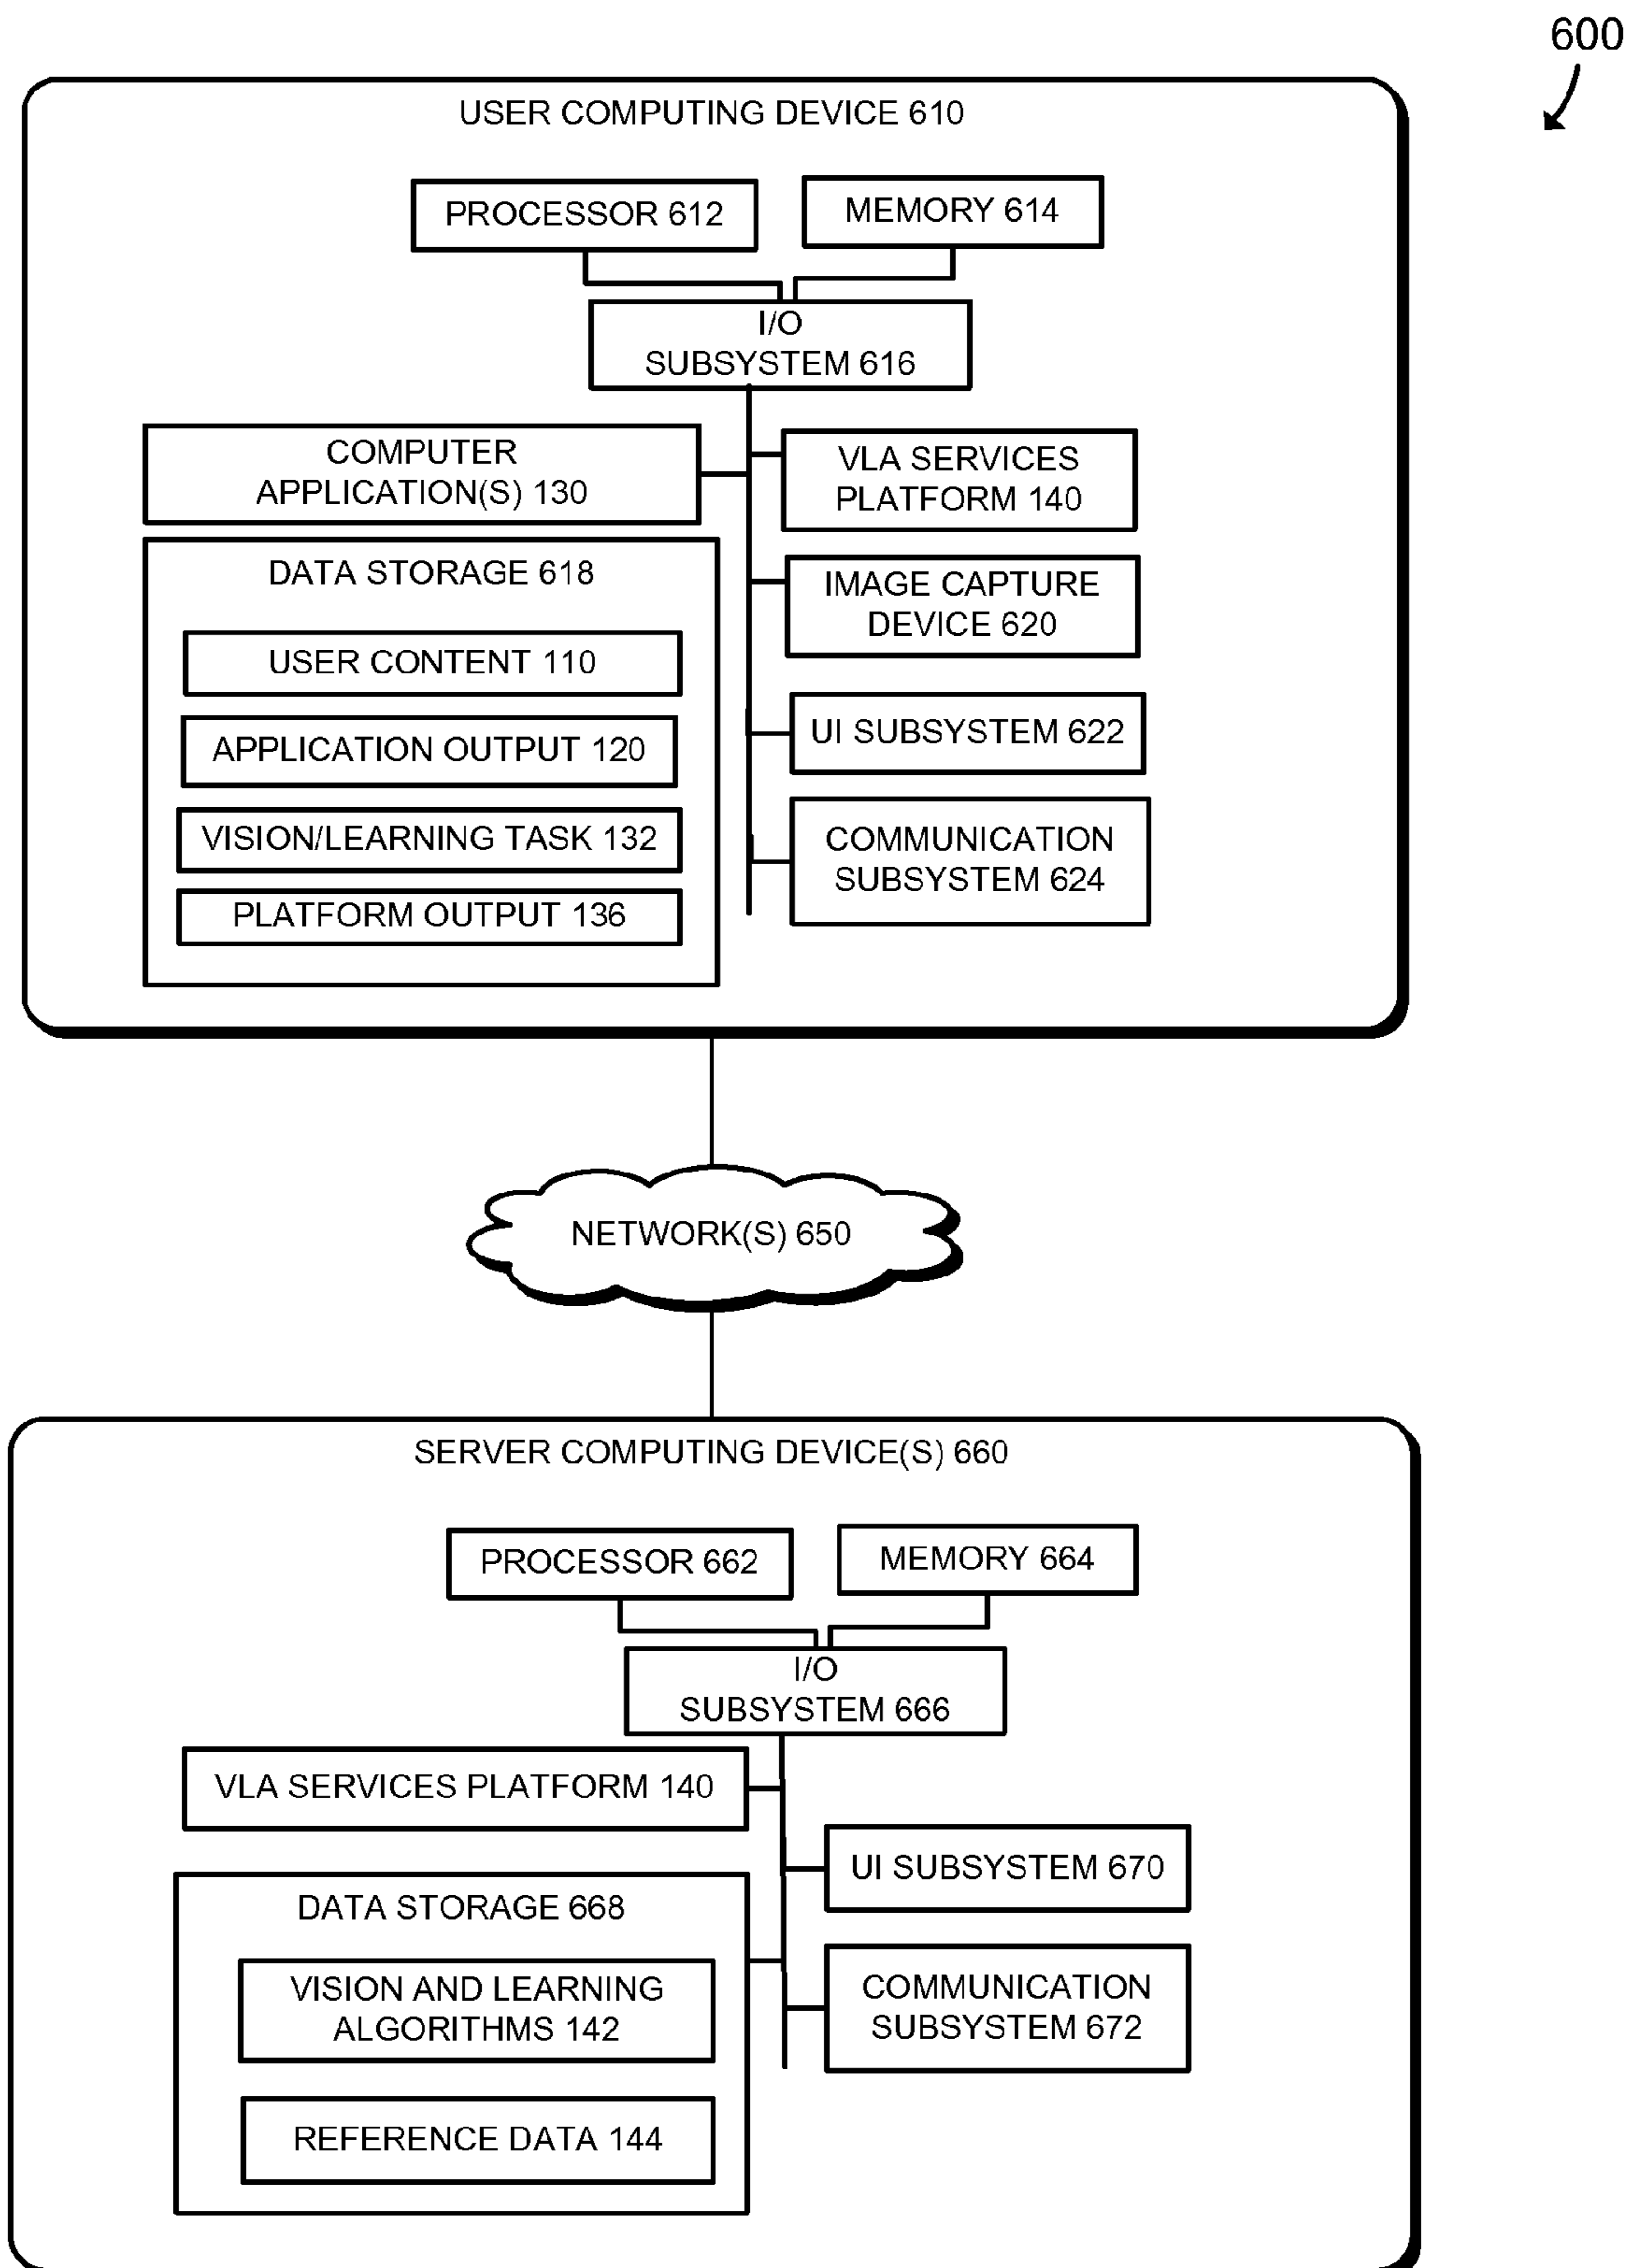 600
USER COMPUTING DEVICE 610
PROCESSOR 612
MEMORY 614
I/O
SUBSYSTEM 616
COMPUTER
APPLICATION(S) 130
VLA SERVICES
PLATFORM 140
DATA STORAGE 618
IMAGE CAPTURE
DEVICE 620
USER CONTENT 110
APPLICATION OUTPUT 120
UI SUBSYSTEM 622
VISION/LEARNING TASK 132
COMMUNICATION
SUBSYSTEM 624
PLATFORM OUTPUT 136
NETWORK(S) 650
SERVER COMPUTING DEVICE(S) 660
PROCESSOR 662
MEMORY 664
I/O
SUBSYSTEM 666
VLA SERVICES PLATFORM 140
UI SUBSYSTEM 670
DATA STORAGE 668
VISION AND LEARNING
ALGORITHMS 142
COMMUNICATION
SUBSYSTEM 672
REFERENCE DATA 144